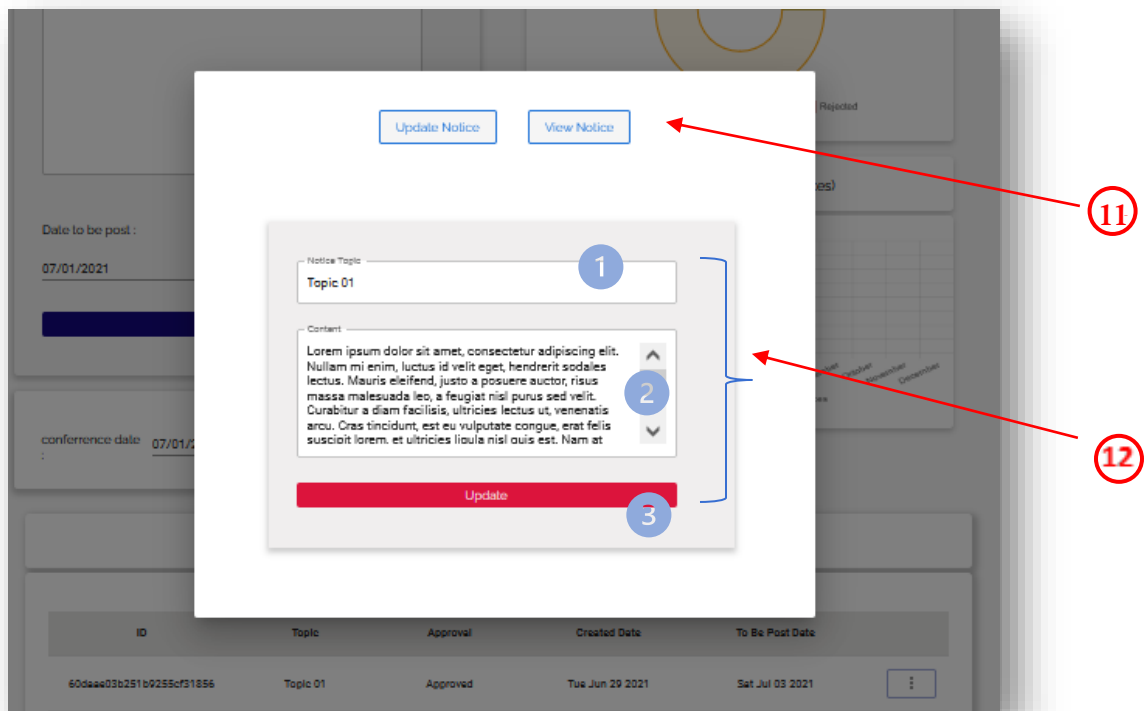 Rejected
Update Notice
View Notice
11
Date to be post :
07/01/2021
Notice Topic
Topic 01
1
Content
Lorem ipsum dolor sit amet, consectetur adipiscing elit.
Nullam mi enim, luctus id velit eget, hendrerit sodales
lectus. Mauris eleifend, justo a posuere auctor, risus
massa malesuada leo, a feugiat nisl purus sed velit.
Curabitur a diam facilisis, ultricies lectus ut, venenatis
arcu. Cras tincidunt, est eu vulputate congue, erat felis
suscipit lorem, et ultricies ligula nisl quis est. Nam at
2
October
November
December
conferrence date
:
07/01/2
12
Update
3
ID
Topic
Approval
Created Date
To Be Post Date
60daee03b251b9255cf31856
Topic 01
Approved
Tue Jun 29 2021
Sat Jul 03 2021